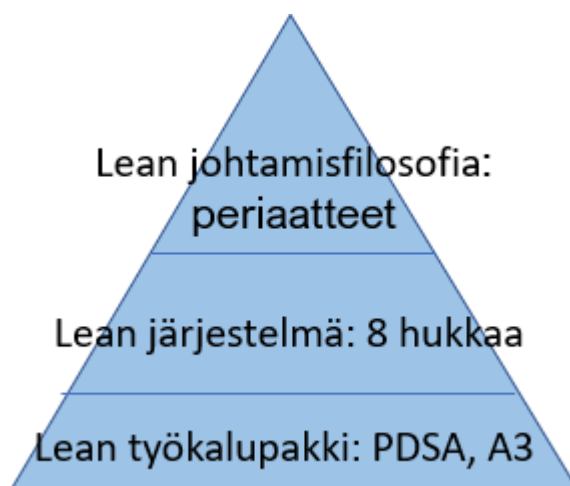 Lean johtamisfilosofia:
periaatteet
Lean järjestelmä: 8 hukkaa
Lean työkalupakki: PDSA, A3